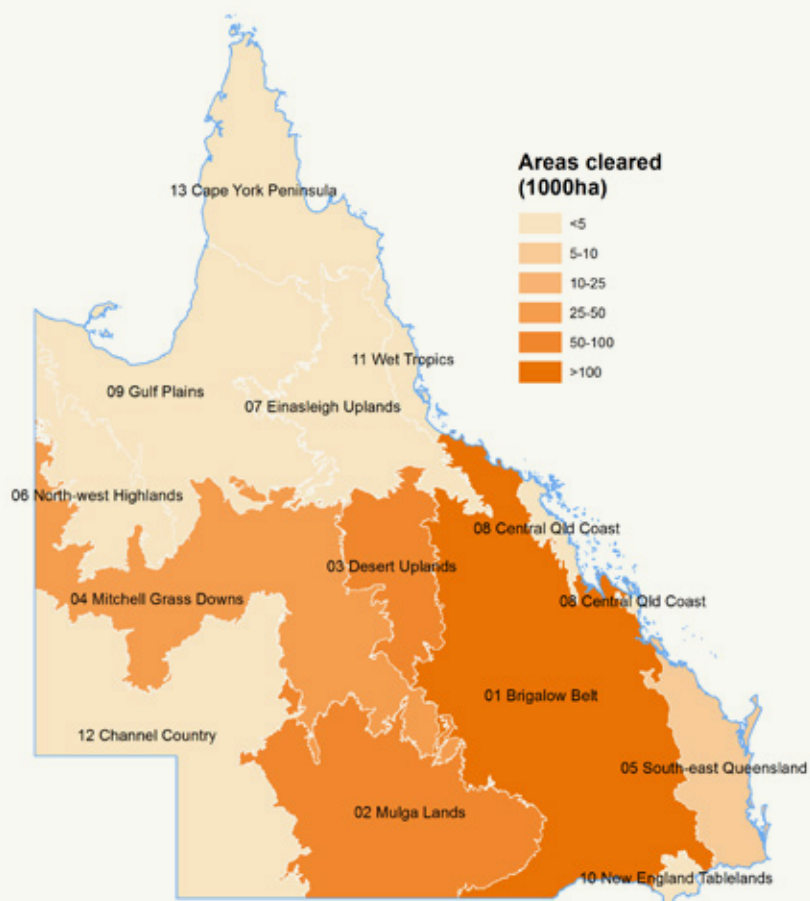 13 Cape York Peninsula
Areas cleared
(1000ha)
<5
5-10
10-25
25-50
50-100
>100
11 Wet Tropics
09 Gulf Plains
07 Einasleigh Uplands
06 North-west Highlands
08 Central Qld Coast
03 Desert Uplands
04 Mitchell Grass Downs
08 Central Qld Coast
01 Brigalow Belt
12 Channel Country
05 South-east Queensland
02 Mulga Lands
10 New England Tablelands